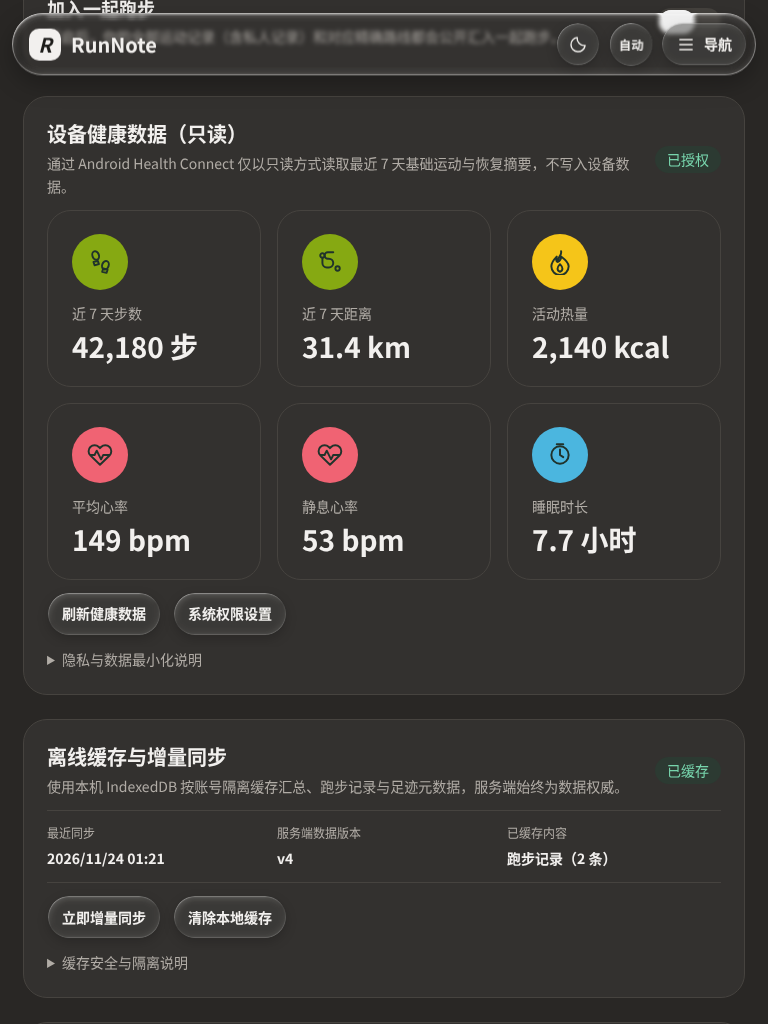 加入一起跑步
RunNote
自动
导航
设备健康数据（只读）
通过 Android Health Connect 仅以只读方式读取最近 7 天基础运动与恢复摘要，不写入设备数
据。
已授权
近 7 天步数
42,180 步
近 7 天距离
31.4 km
活动热量
2,140 kcal
平均心率
149 bpm
静息心率
53 bpm
睡眠时长
7.7 小时
刷新健康数据
系统权限设置
隐私与数据最小化说明
离线缓存与增量同步
使用本机 IndexedDB 按账号隔离缓存汇总、跑步记录与足迹元数据，服务端始终为数据权威。
已缓存
最近同步
2026/11/24 01:21
服务端数据版本
v4
已缓存内容
跑步记录（2 条）
立即增量同步
清除本地缓存
缓存安全与隔离说明